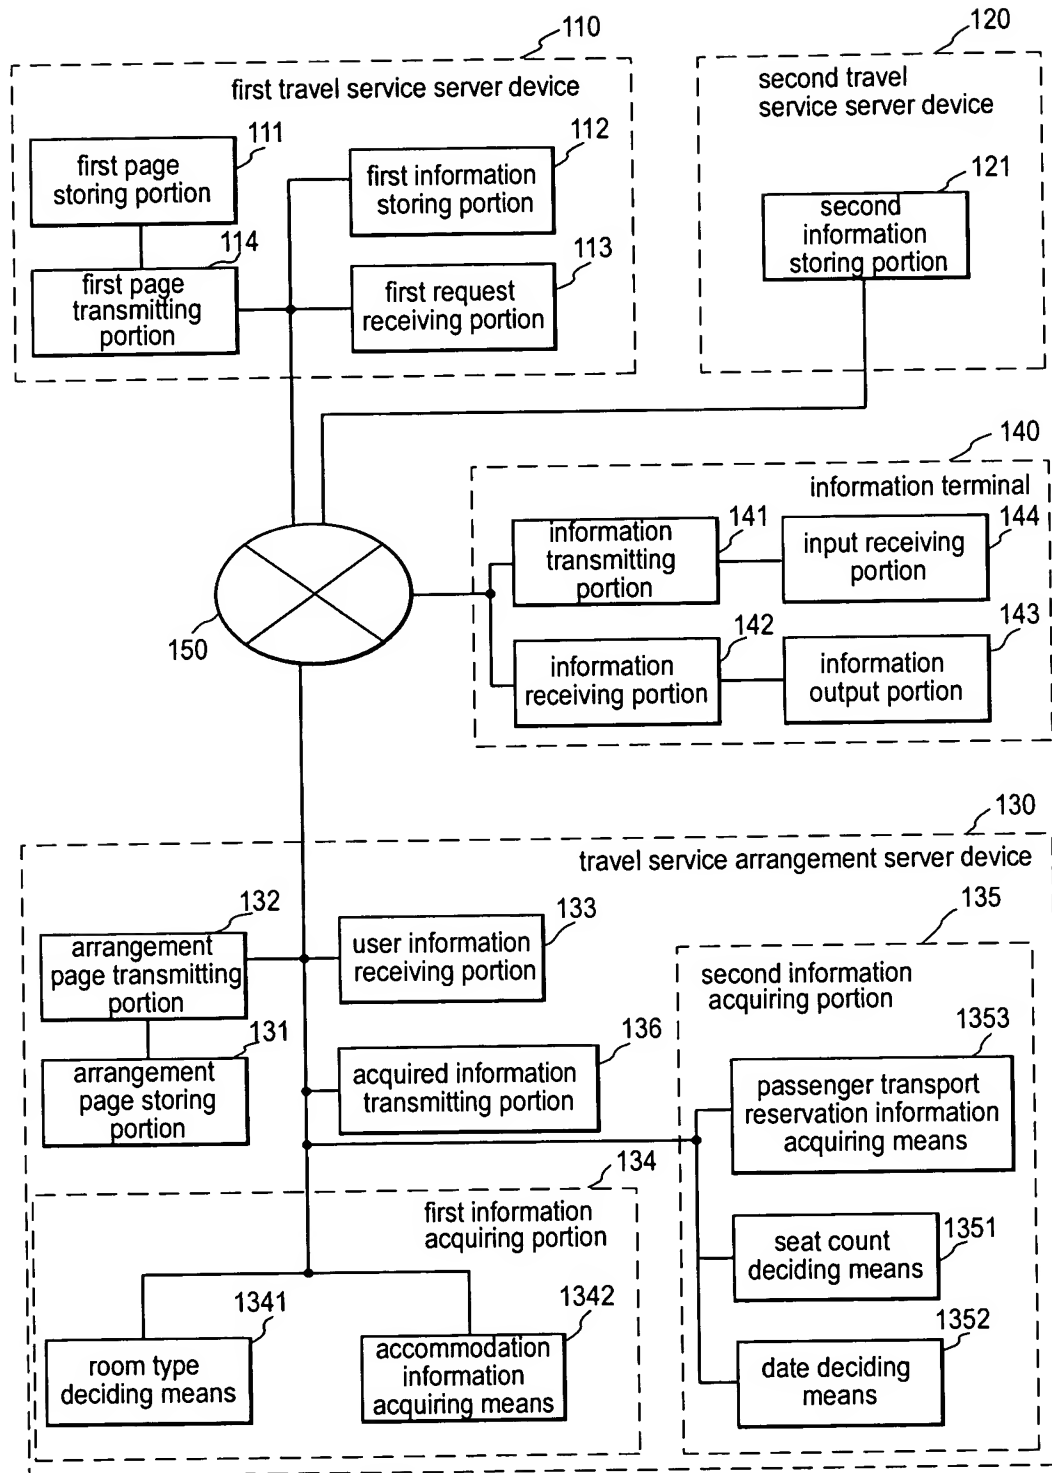 110
first travel service server device
111
first page
storing portion
112
first information
storing portion
114
first page
transmitting
portion
113
first request
receiving portion
120
second travel
service server device
121
second
information
storing portion
140
information terminal
141
information
transmitting
portion
144
input receiving
portion
142
information
receiving portion
143
information
output portion
150
130
travel service arrangement server device
132
arrangement
page transmitting
portion
133
user information
receiving portion
131
arrangement
page storing
portion
136
acquired information
transmitting portion
135
second information
acquiring portion
1353
passenger transport
reservation information
acquiring means
1351
seat count
deciding means
1352
date deciding
means
134
first information
acquiring portion
1341
room type
deciding means
1342
accommodation
information
acquiring means